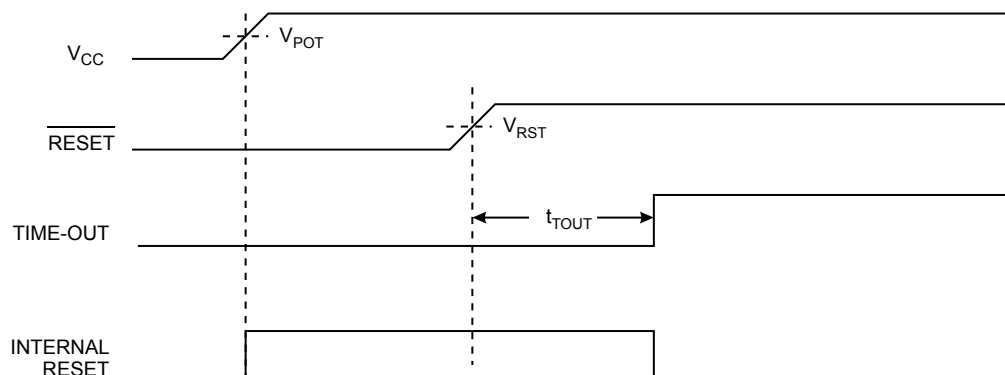 V_CC
V_POT
RESET
V_RST
TIME-OUT
t_TOUT
INTERNAL
RESET